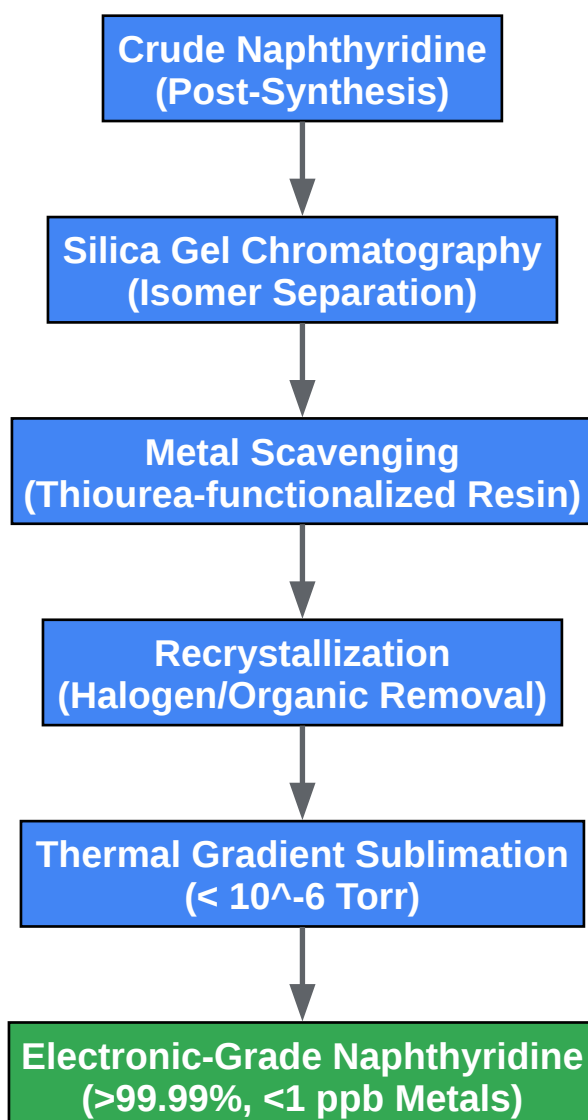 Crude Naphthyridine
(Post-Synthesis)
Silica Gel Chromatography
(Isomer Separation)
Metal Scavenging
(Thiourea-functionalized Resin)
Recrystallization
(Halogen/Organic Removal)
Thermal Gradient Sublimation
(< 10^-6 Torr)
Electronic-Grade Naphthyridine
(>99.99%, <1 ppb Metals)